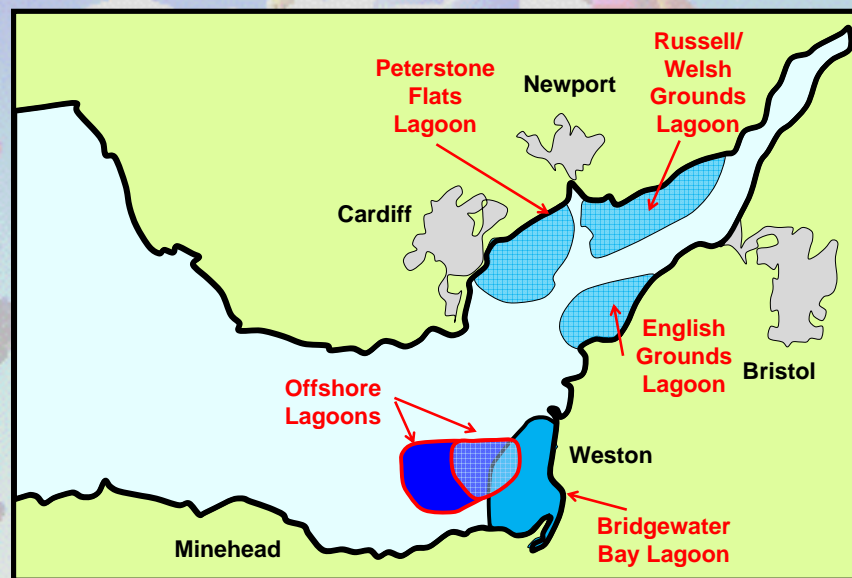 Peterstone
Flats
Lagoon
Newport
Russell/
Welsh
Grounds
Lagoon
Cardiff
English
Grounds
Lagoon
Bristol
Offshore
Lagoons
Weston
Bridgewater
Bay Lagoon
Minehead